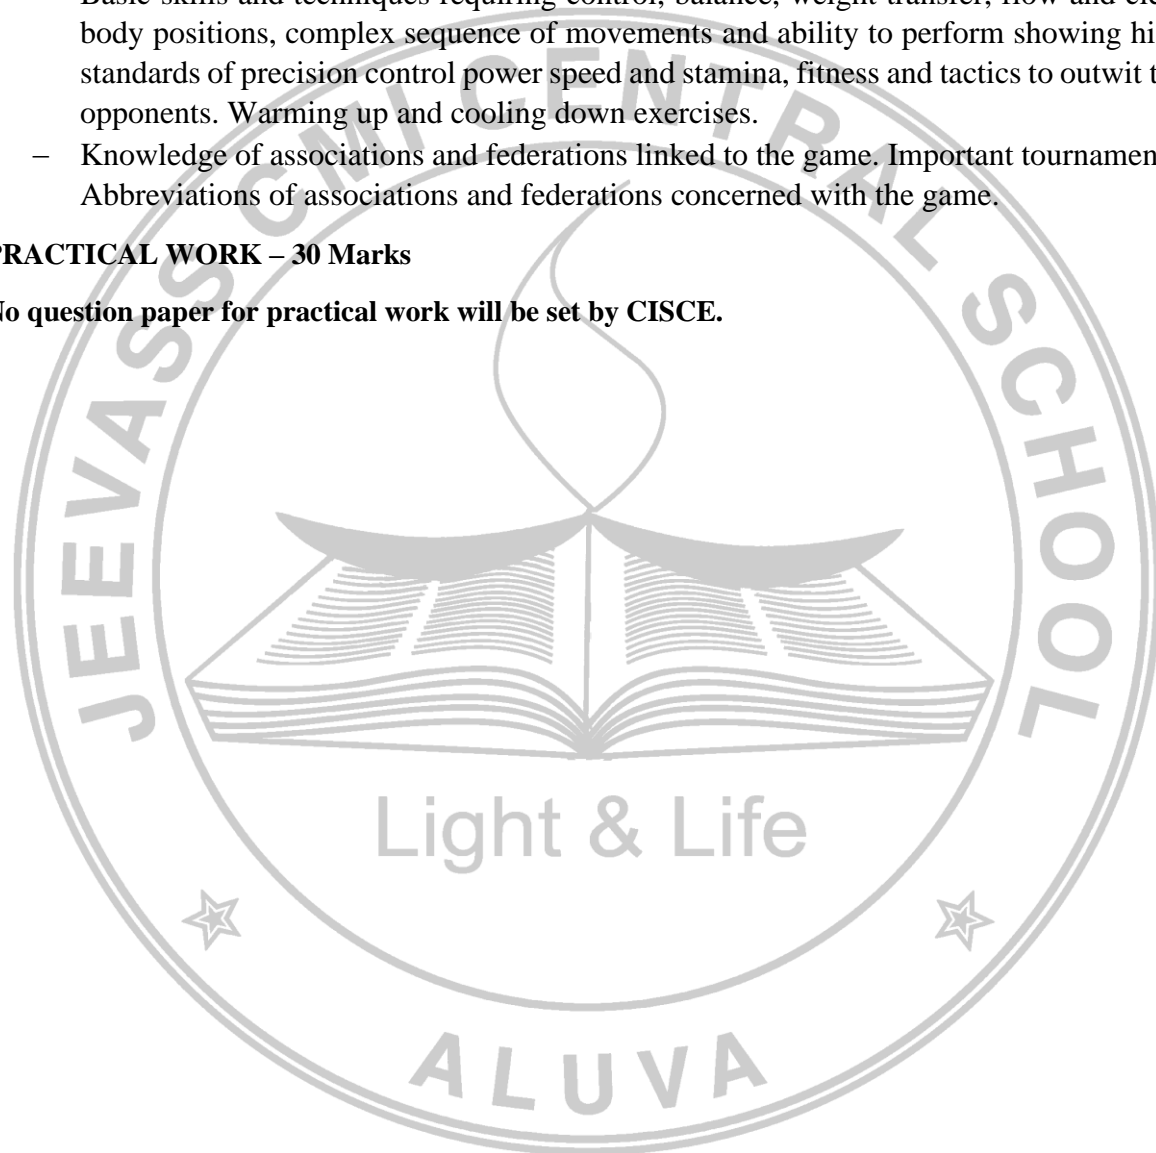 Basic skills and techniques requiring control, balance, weight transfer, flow and
body positions, complex sequence of movements and ability to perform showing
standards of precision control power speed and stamina, fitness and tactics to outwit
opponents. Warming up and cooling down exercises.
– Knowledge of associations and federations linked to the game. Important
Abbreviations of associations and federations concerned with the game.
PRACTICAL WORK – 30 Marks
No question paper for practical work will be set by CISCE.
JEEVASS CMI CENTRAL SCHOOL
Light & Life
ALUVA